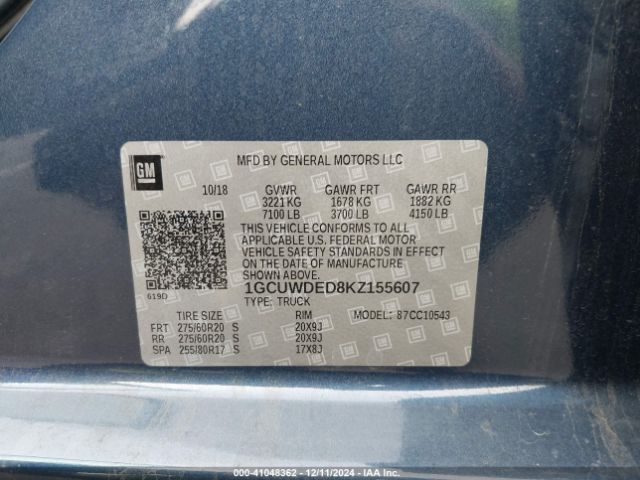 GM
MFD BY GENERAL MOTORS LLC
10/18 GVWR GAWR FRT GAWR RR
3221 KG 1678 KG 1882 KG
7100 LB 3700 LB 4150 LB
THIS VEHICLE CONFORMS TO ALL
APPLICABLE U.S. FEDERAL MOTOR
VEHICLE SAFETY STANDARDS IN
EFFECT ON THE DATE OF MANUFACTURE
SHOWN ABOVE.
1GCUWDED8KZ155607
619D
TYPE: TRUCK
TIRE SIZE RIM MODEL: 87CC10543
FRT 275/60R20 S 20X9J
RR 275/60R20 S 20X9J
SPA 255/80R17 S 17X8J
000-41048362 • 12/11/2024 • IAAI.COM